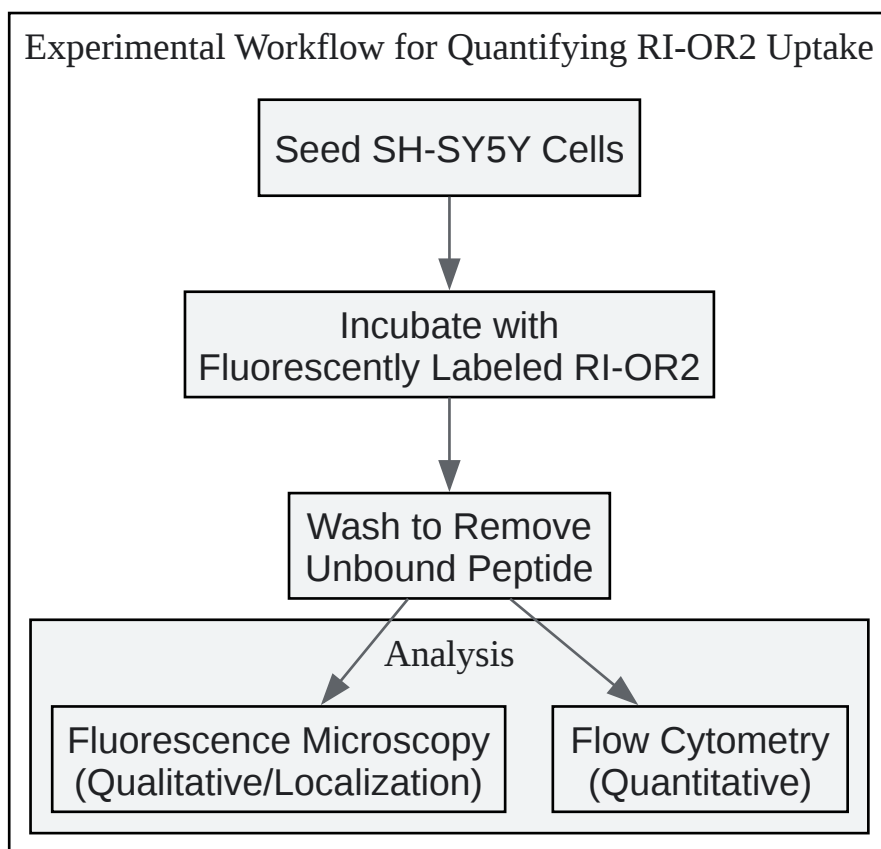 Experimental Workflow for Quantifying RI-OR2 Uptake
Seed SH-SY5Y Cells
Incubate with
Fluorescently Labeled RI-OR2
Wash to Remove
Unbound Peptide
Analysis
Fluorescence Microscopy
(Qualitative/Localization)
Flow Cytometry
(Quantitative)